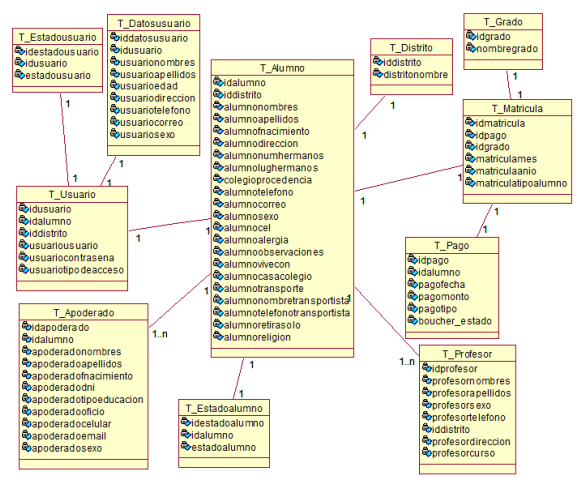 T_Estadousuario
idestadousuario
idusuario
estadousuario
1
1
T_Datosusuario
iddatosusuario
idusuario
usuarionombres
usuarioapellidos
usuarioedad
usuariodireccion
usuariotelefono
usuariocorreo
usuariosexo
1
1
T_Usuario
idusuario
idalumno
iddistrito
usuariousuario
usuariocontrasena
usuariotipodeacceso
1
1
T_Alumno
idalumno
iddistrito
alumnonombres
alumnoapellidos
alumnofnacimiento
alumnodireccion
alumnonumhermanos
alumnolughermanos
colegioprocedencia
alumnotelefono
alumnocorreo
alumnosexo
alumnocel
alumnoalergia
alumnoobservaciones
alumnovivecon
alumnocasacolegio
alumnotransporte
alumnonombretransportista
alumnotelefonotransportista
alumnoretirasolo
alumnoreligion
T_Distrito
iddistrito
distritonombre
1
1
T_Grado
idgrado
nombregrado
1
1
T_Matricula
idmatricula
idpago
idgrado
matriculames
matriculaanio
matriculatipoalumno
1
1
1
1
T_Pago
idpago
idalumno
pagofecha
pagomonto
pagotipo
boucher_estado
T_Apoderado
idapoderado
idalumno
apoderadonombres
apoderadoapellidos
apoderadofnacimiento
apoderadodni
apoderadotipoeducacion
apoderadooficio
apoderadocelular
apoderadoemail
apoderadosexo
1
1..n
T_Estadoalumno
idestadoalumno
idalumno
estadoalumno
1
1
T_Profesor
idprofesor
profesornombres
profesorapellidos
profesorsexo
profesortelefono
iddistrito
profesordireccion
profesorcurso
1
1..n